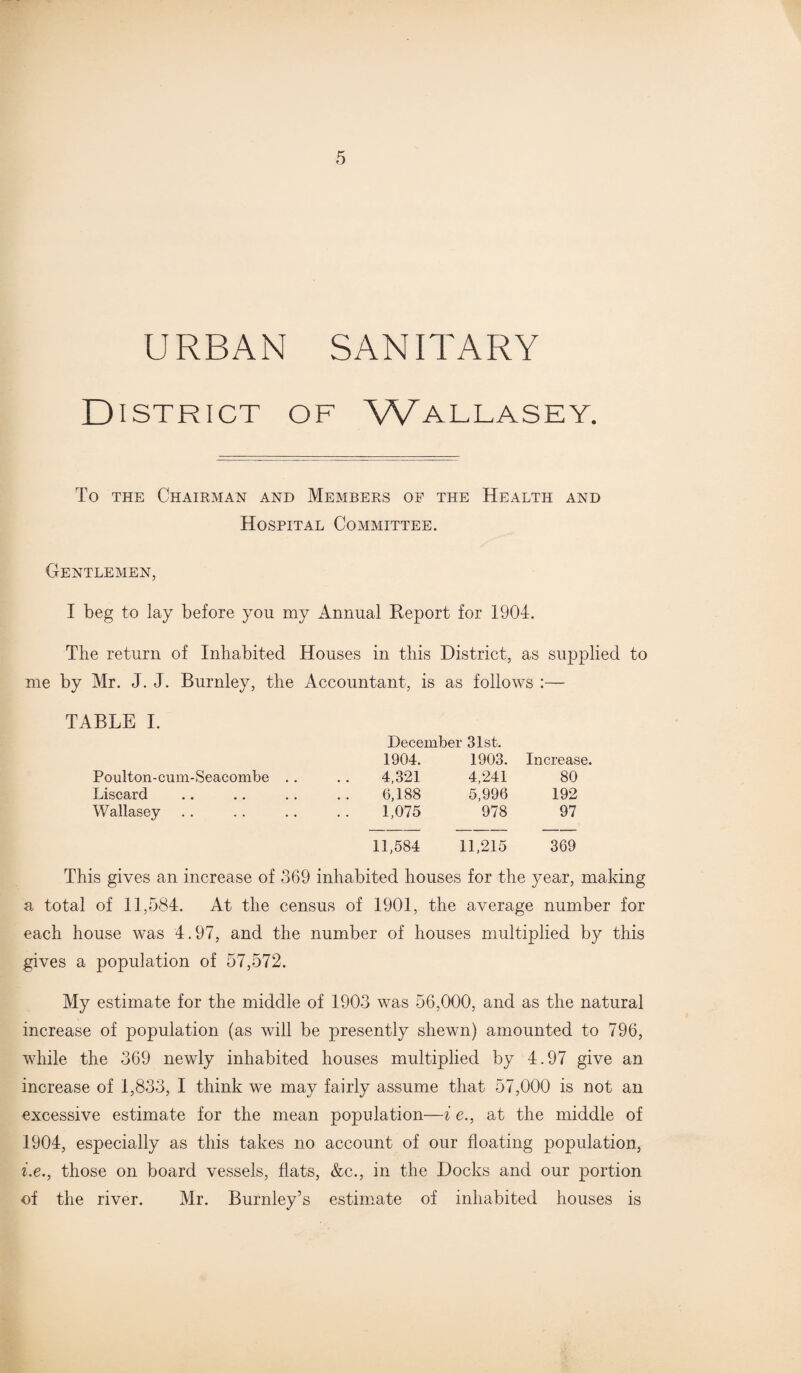 5
URBAN SANITARY
DISTRICT OF WALLASEY.
TO THE CHAIRMAN AND MEMBERS OF THE HEALTH AND
HOSPITAL COMMITTEE.
GENTLEMEN,
I beg to lay before you my Annual Report for 1904.
The return of Inhabited Houses in this District, as supplied to
me by Mr. J. J. Burnley, the Accountant, is as follows :—
TABLE I.
December 31st.
1904. 1903. Increase.
Poulton-cum-Seacombe .. .. 4,321 4,241 80
Liscard .. .. .. .. 6,188 5,996 192
Wallasey .. .. .. .. 1,075 978 97
11,584 11,215 369
This gives an increase of 369 inhabited houses for the year, making
a total of 11,584. At the census of 1901, the average number for
each house was 4.97, and the number of houses multiplied by this
gives a population of 57,572.
My estimate for the middle of 1903 was 56,000, and as the natural
increase of population (as will be presently shewn) amounted to 796,
while the 369 newly inhabited houses multiplied by 4.97 give an
increase of 1,833, I think we may fairly assume that 57,000 is not an
excessive estimate for the mean population—i e., at the middle of
1904, especially as this takes no account of our floating population,
i.e., those on board vessels, flats, &c., in the Docks and our portion
of the river. Mr. Burnley's estimate of inhabited houses is